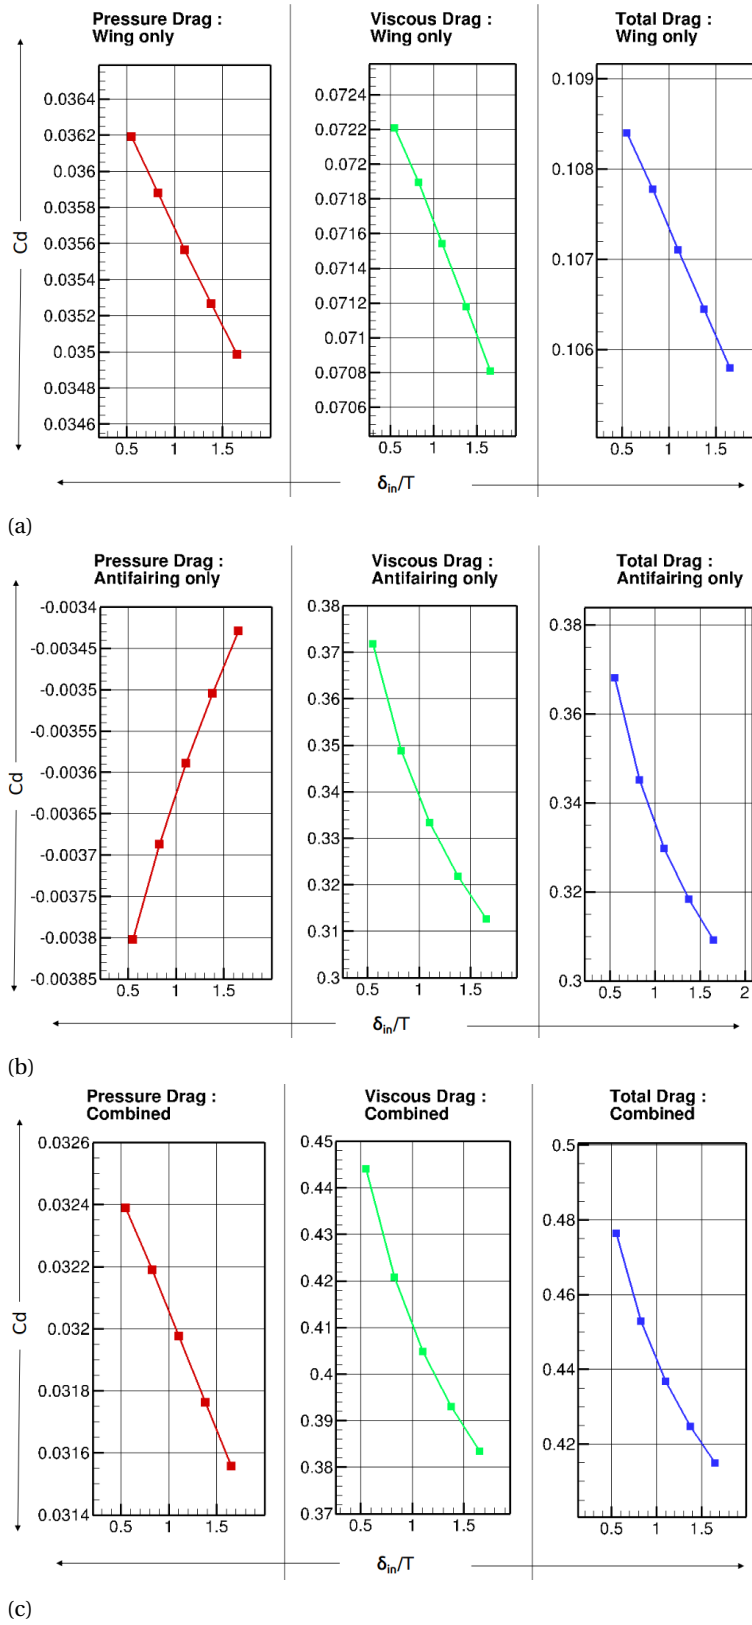 Pressure Drag :
Wing only
Viscous Drag :
Wing only
Total Drag :
Wing only
Cd
0.0364
0.0362
0.036
0.0358
0.0356
0.0354
0.0352
0.035
0.0348
0.0346
0.5 1 1.5
0.0724
0.0722
0.072
0.0718
0.0716
0.0714
0.0712
0.071
0.0708
0.0706
0.5 1 1.5
0.109
0.108
0.107
0.106
0.5 1 1.5
δin/T
(a)
Pressure Drag :
Antifairing only
Viscous Drag :
Antifairing only
Total Drag :
Antifairing only
Cd
-0.0034
-0.00345
-0.0035
-0.00355
-0.0036
-0.00365
-0.0037
-0.00375
-0.0038
-0.00385
0.5 1 1.5
0.38
0.37
0.36
0.35
0.34
0.33
0.32
0.31
0.3
0.5 1 1.5
0.38
0.36
0.34
0.32
0.3
0.5 1 1.5 2
δin/T
(b)
Pressure Drag :
Combined
Viscous Drag :
Combined
Total Drag :
Combined
Cd
0.0326
0.0324
0.0322
0.032
0.0318
0.0316
0.0314
0.5 1 1.5
0.45
0.44
0.43
0.42
0.41
0.4
0.39
0.38
0.37
0.5 1 1.5
0.5
0.48
0.46
0.44
0.42
0.5 1 1.5
δin/T
(c)